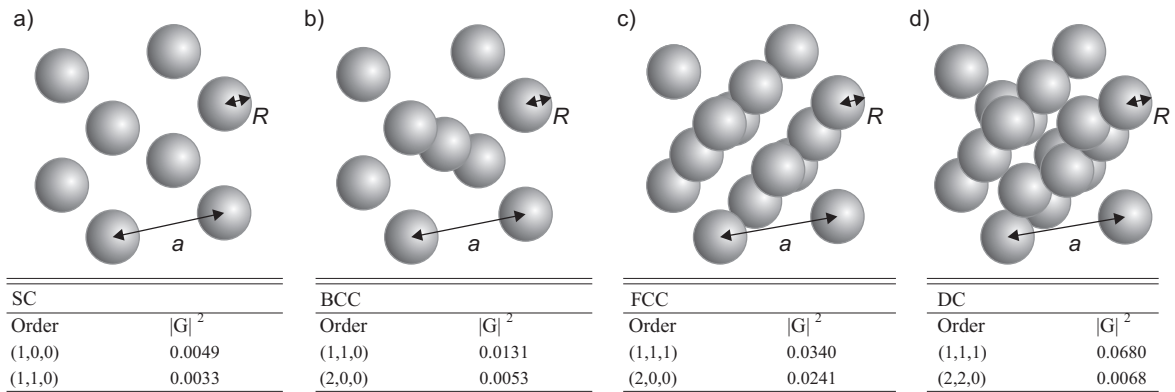 a)
R
a
SC
Order |G| 2
(1,0,0) 0.0049
(1,1,0) 0.0033
b)
R
a
BCC
Order |G| 2
(1,1,0) 0.0131
(2,0,0) 0.0053
c)
R
a
FCC
Order |G| 2
(1,1,1) 0.0340
(2,0,0) 0.0241
d)
R
a
DC
Order |G| 2
(1,1,1) 0.0680
(2,2,0) 0.0068